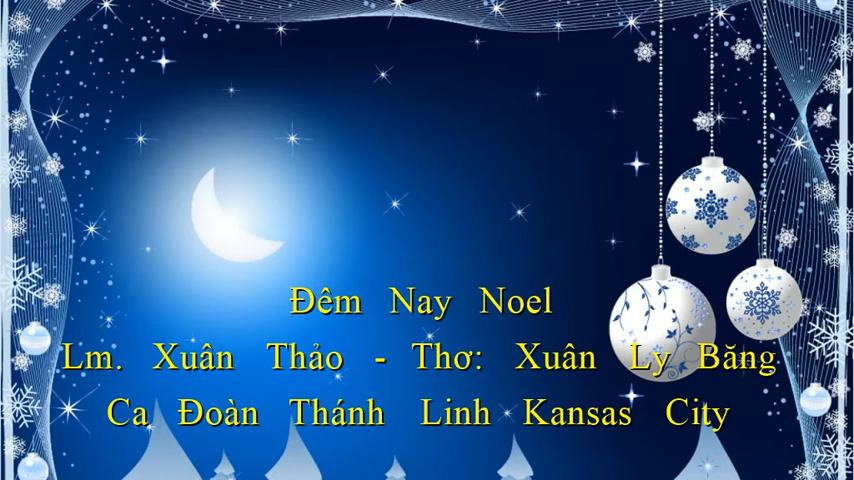 Đêm Nay Noel
Lm. Xuân Thảo - Thơ: Xuân Ly Băng
Ca Đoàn Thánh Linh Kansas City